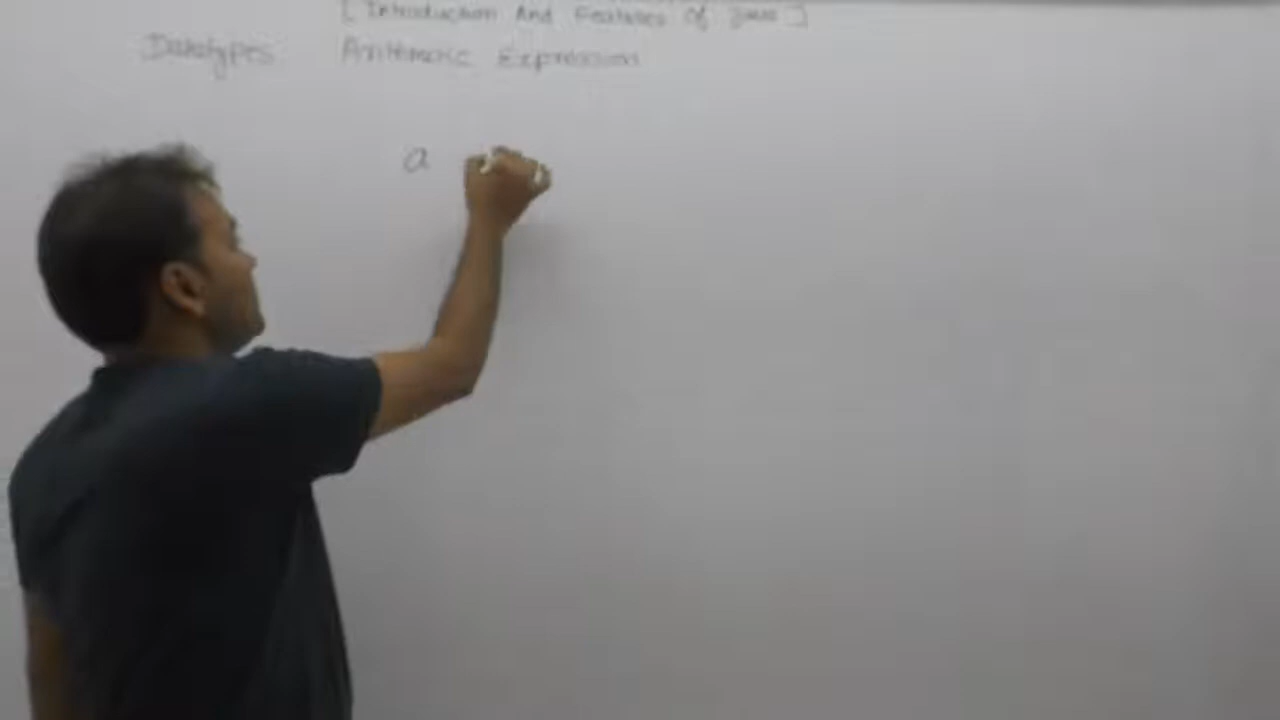 [Introduction And Features Of Java]
Datatypes Arithmetic Expression
a